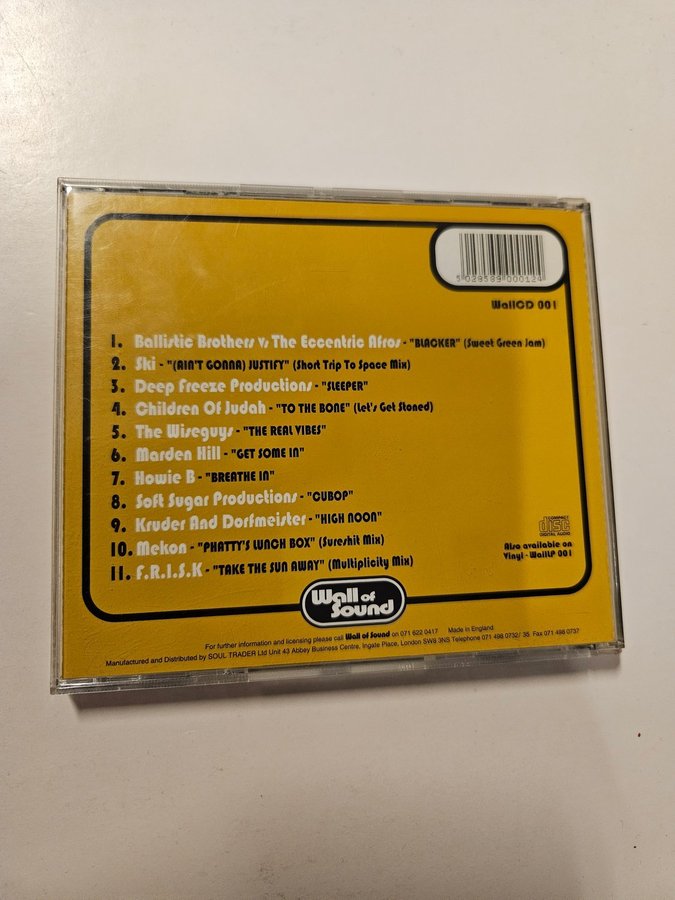 5 028589 000124
WallCD 001
1. Ballistic Brothers vs The Eccentric Afros - "BLACKER" (Sweet Green Jam)
2. Ski - "(AIN'T GONNA) JUSTIFY" (Short Trip To Space Mix)
3. Deep Freeze Productions - "SLEEPER"
4. Children Of Judah - "TO THE BONE" (Let's Get Stoned)
5. The Wiseguys - "THE REAL VIBES"
6. Marden Hill - "GET SOME IN"
7. Howie B - "BREATHE IN"
8. Soft Sugar Productions - "CUBOP"
9. Kruder And Dorfmeister - "HIGH NOON"
10. Mekon - "PHATTY'S LUNCH BOX" (Sureshit Mix)
11. F.R.I.S.K - "TAKE THE SUN AWAY" (Multiplicity Mix)
COMPACT
disc
DIGITAL AUDIO
Also available on
Vinyl - WallLP 001
Wall of
Sound
For further information and licensing please call Wall of Sound on 071 622 0417 Made in England
Manufactured and Distributed by SOUL TRADER Ltd Unit 43 Abbey Business Centre, Ingate Place, London SW8 3NS Telephone 071 498 0732/ 35 Fax 071 498 0737